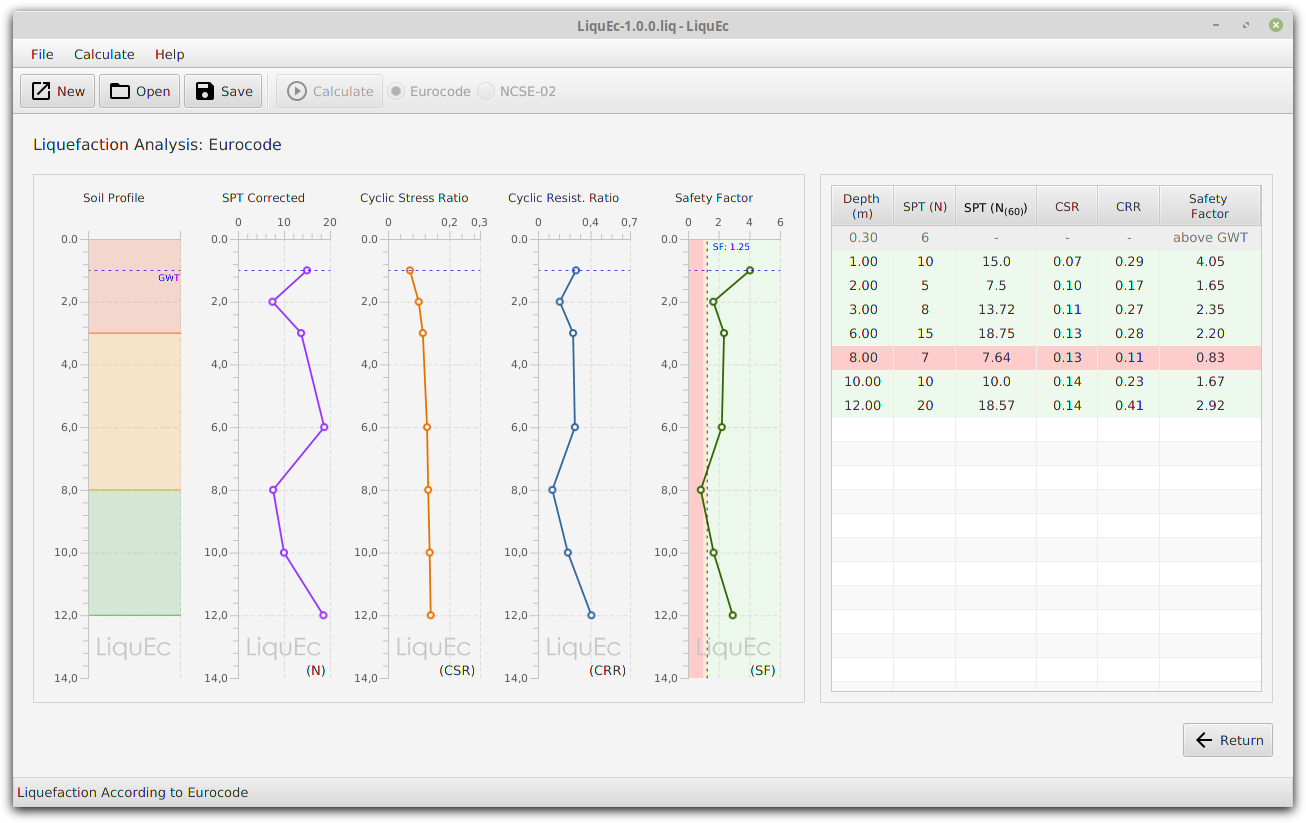 LiquEc-1.0.0.liq - LiquEc
File Calculate Help
New Open Save Calculate Eurocode NCSE-02
Liquefaction Analysis: Eurocode
Soil Profile
0.0
GWT
2,0
4,0
6,0
8,0
10,0
12,0
LiquEc
14,0
SPT Corrected
0 10 20
0.0
2,0
4,0
6,0
8,0
10,0
12,0
LiquEc
(N)
14,0
Cyclic Stress Ratio
0 0,2 0,3
0.0
2,0
4,0
6,0
8,0
10,0
12,0
LiquEc
(CSR)
14,0
Cyclic Resist. Ratio
0 0,4 0,7
0.0
2,0
4,0
6,0
8,0
10,0
12,0
LiquEc
(CRR)
14,0
Safety Factor
0 2 4 6
0.0
SF: 1.25
2,0
4,0
6,0
8,0
10,0
12,0
LiquEc
(SF)
14,0
Depth (m) SPT (N) SPT (N(60)) CSR CRR Safety Factor
0.30 6 - - - above GWT
1.00 10 15.0 0.07 0.29 4.05
2.00 5 7.5 0.10 0.17 1.65
3.00 8 13.72 0.11 0.27 2.35
6.00 15 18.75 0.13 0.28 2.20
8.00 7 7.64 0.13 0.11 0.83
10.00 10 10.0 0.14 0.23 1.67
12.00 20 18.57 0.14 0.41 2.92
Return
Liquefaction According to Eurocode